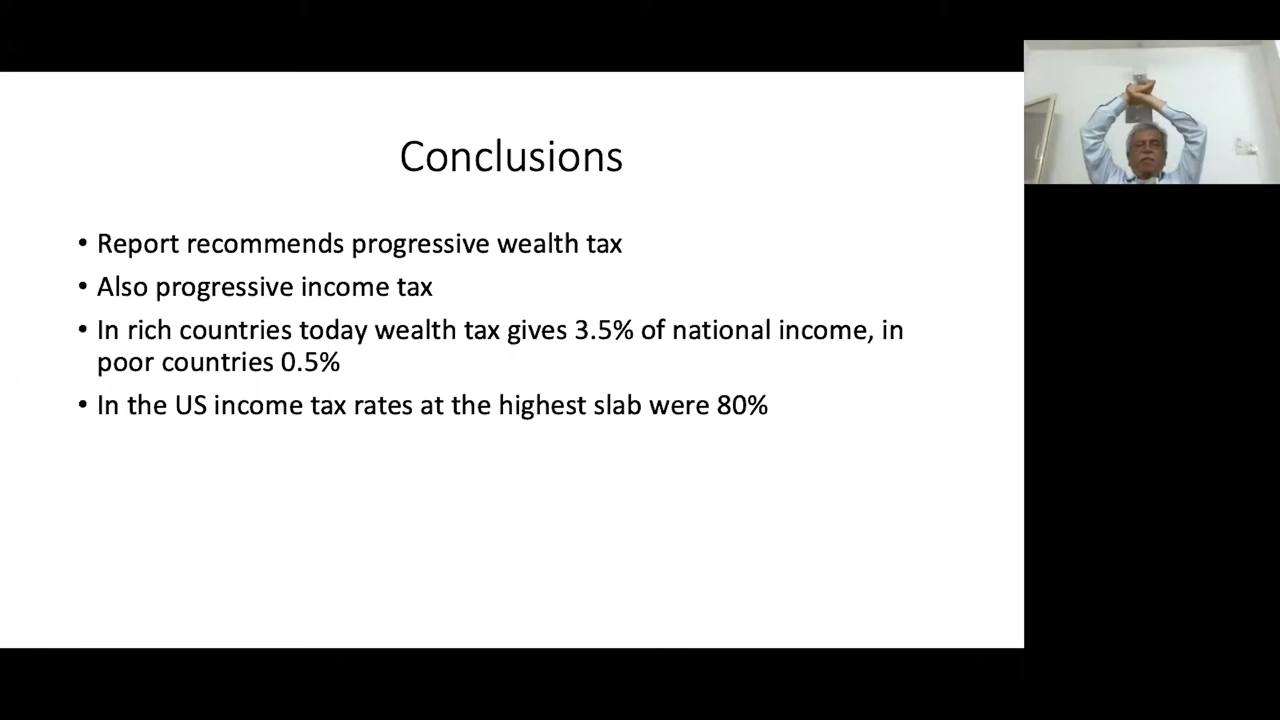 Conclusions
• Report recommends progressive wealth tax
• Also progressive income tax
• In rich countries today wealth tax gives 3.5% of national income, in
poor countries 0.5%
• In the US income tax rates at the highest slab were 80%